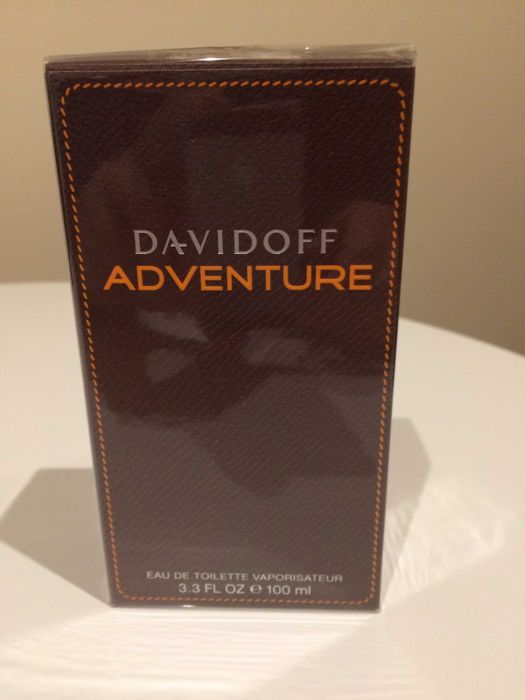 DAVIDOFF
ADVENTURE
EAU DE TOILETTE VAPORISATEUR
3.3 FL OZ ℮ 100 ml